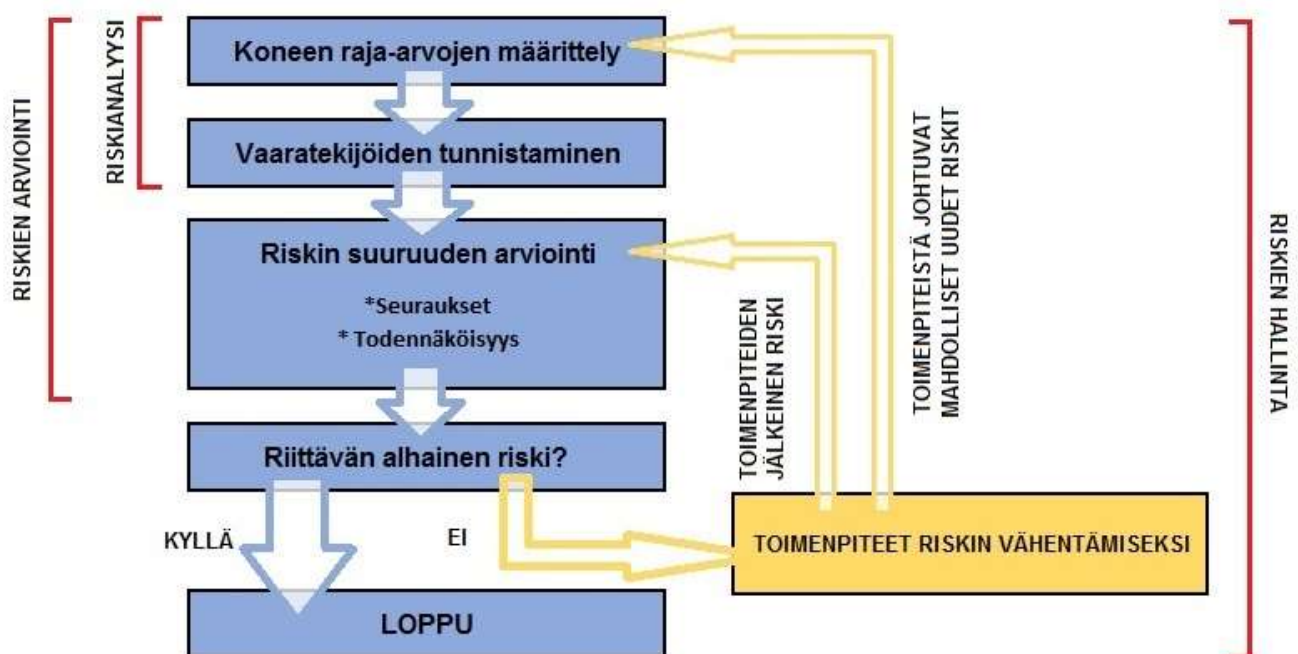 RISKIEN ARVIOINTI
RISKIANALYYSI
Koneen raja-arvojen määrittely
Vaaratekijöiden tunnistaminen
Riskin suuruuden arviointi
*Seuraukset
* Todennäköisyys
Riittävän alhainen riski?
KYLLÄ
EI
LOPPU
TOIMENPITEET RISKIN VÄHENTÄMISEKSI
TOIMENPITEIDEN
JÄLKEINEN RISKI
TOIMENPITEISTÄ JOHTUVAT
MAHDOLLISET UUDET RISKIT
RISKIEN HALLINTA